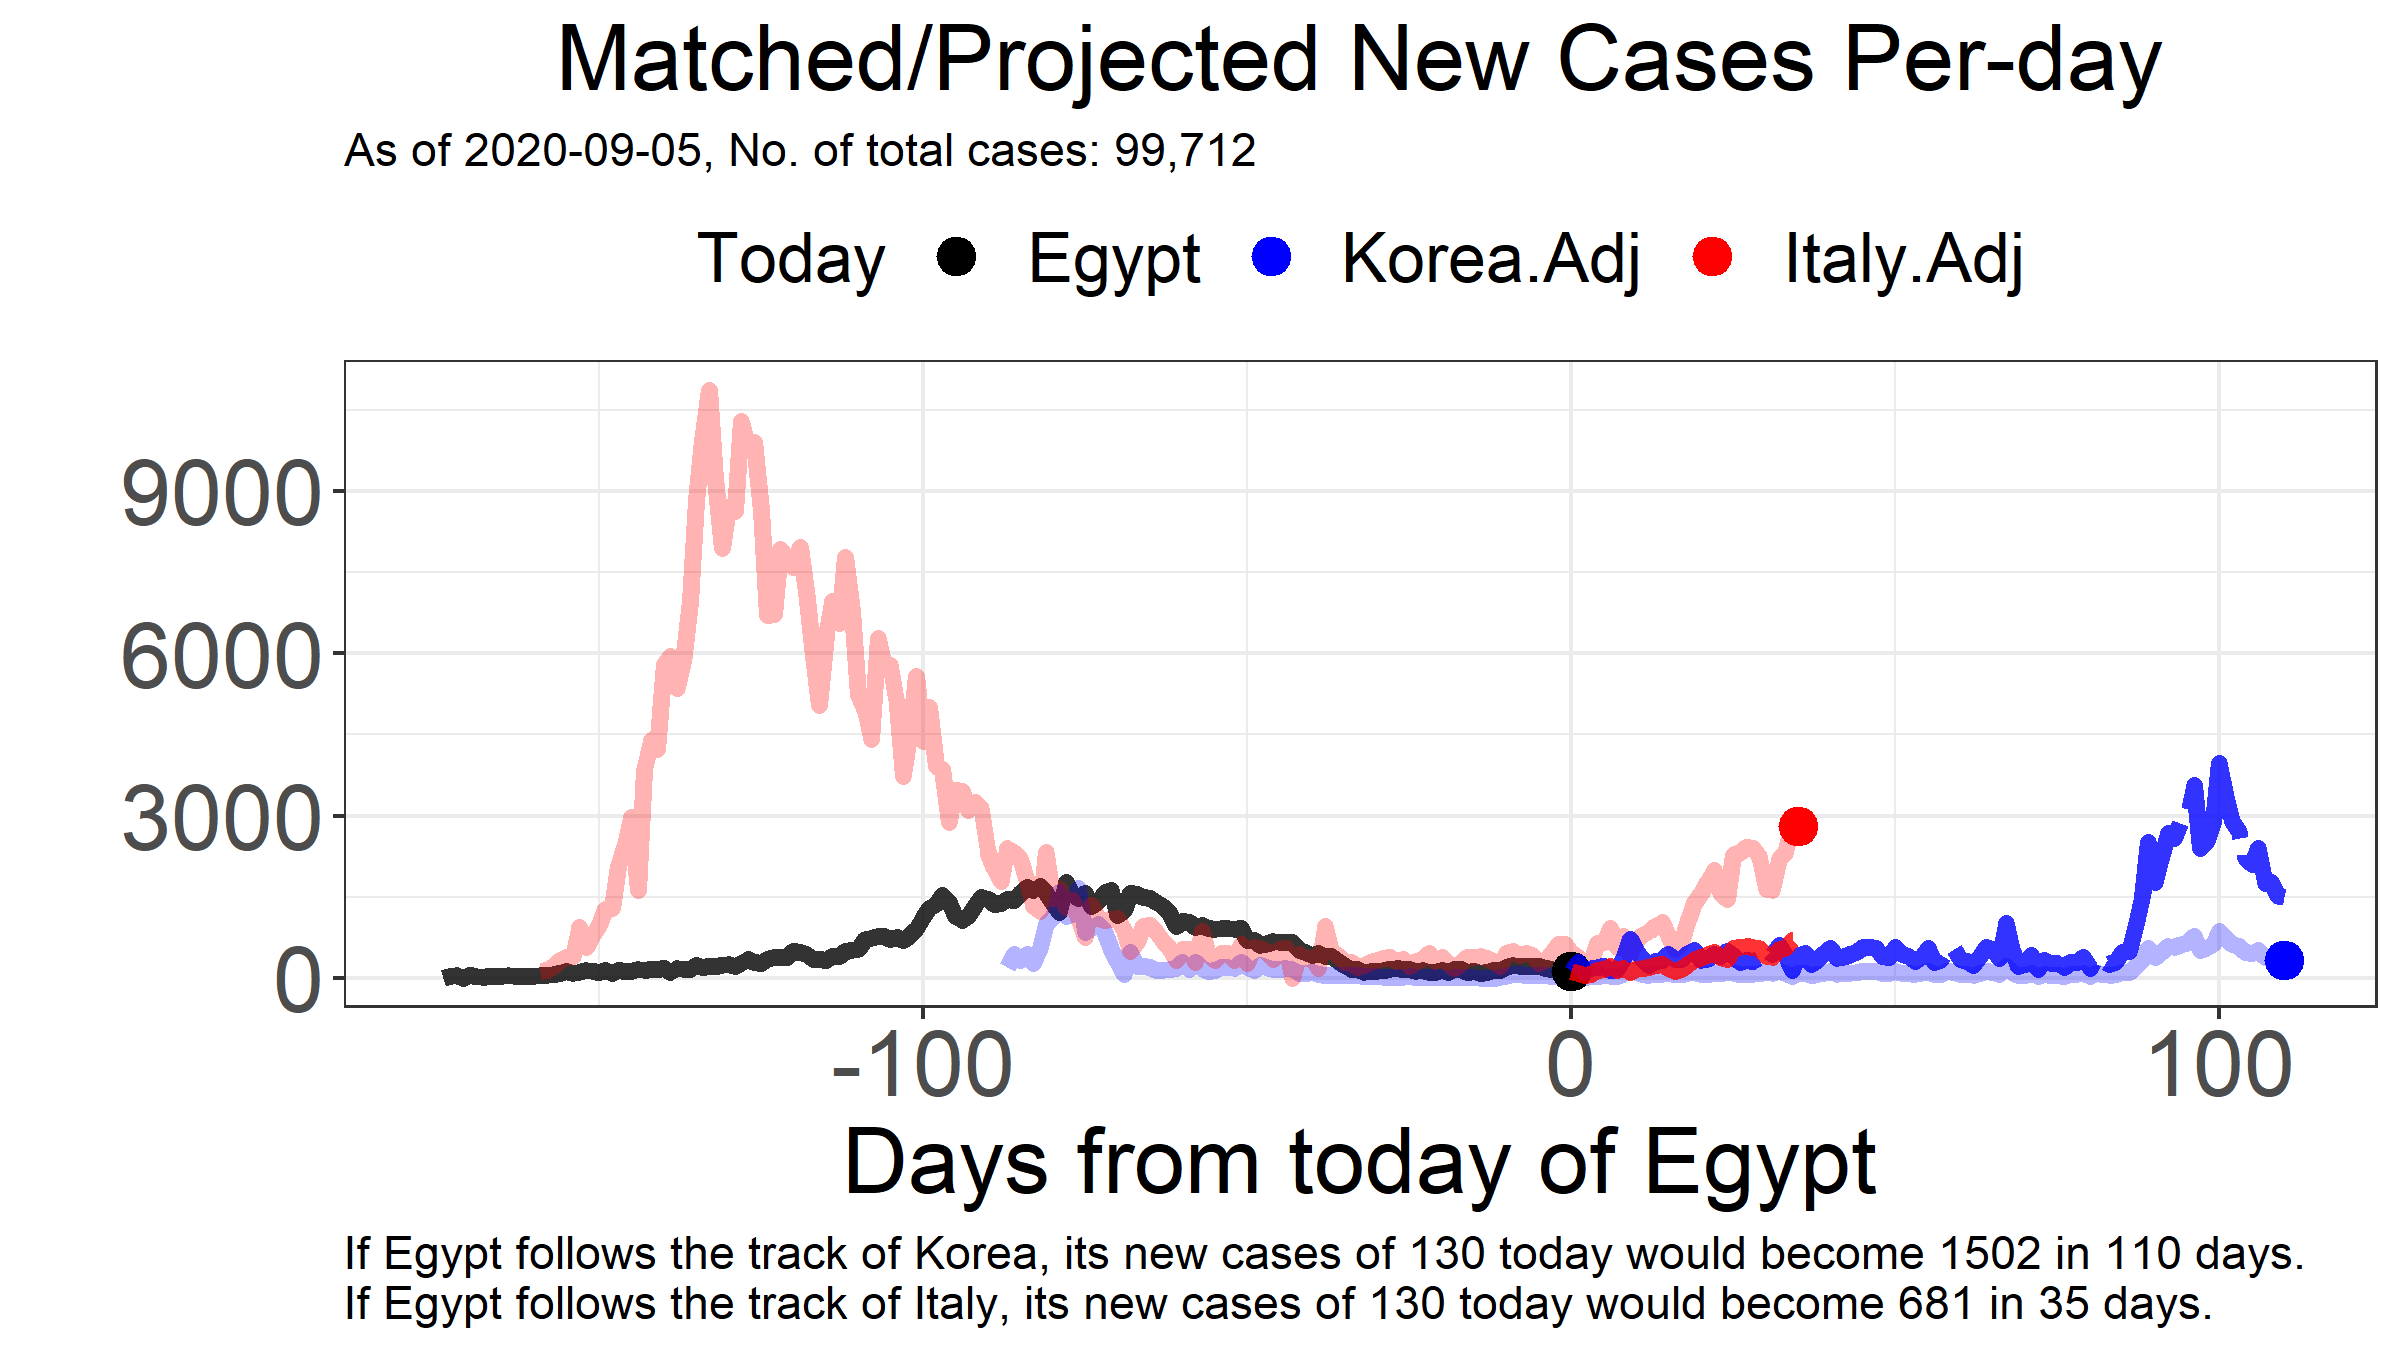 Matched/Projected New Cases Per-day
As of 2020-09-05, No. of total cases: 99,712
Today Egypt Korea.Adj Italy.Adj
9000
6000
3000
0
-100 0 100
Days from today of Egypt
If Egypt follows the track of Korea, its new cases of 130 today would become 1502 in 110 days.
If Egypt follows the track of Italy, its new cases of 130 today would become 681 in 35 days.